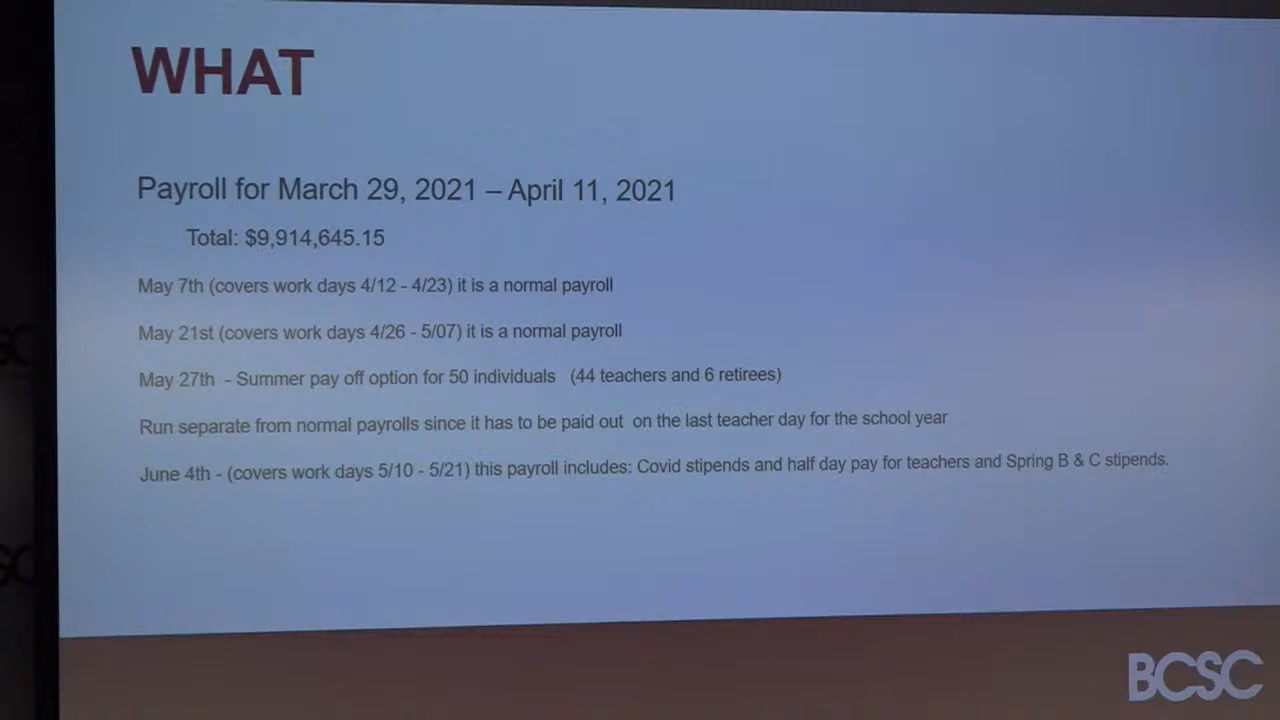 WHAT
Payroll for March 29, 2021 – April 11, 2021
Total: $9,914,645.15
May 7th (covers work days 4/12 - 4/23) it is a normal payroll
May 21st (covers work days 4/26 - 5/07) it is a normal payroll
May 27th - Summer pay off option for 50 individuals (44 teachers and 6 retirees)
Run separate from normal payrolls since it has to be paid out on the last teacher day for the school year
June 4th - (covers work days 5/10 - 5/21) this payroll includes: Covid stipends and half day pay for teachers and Spring B & C stipends.
BCSC